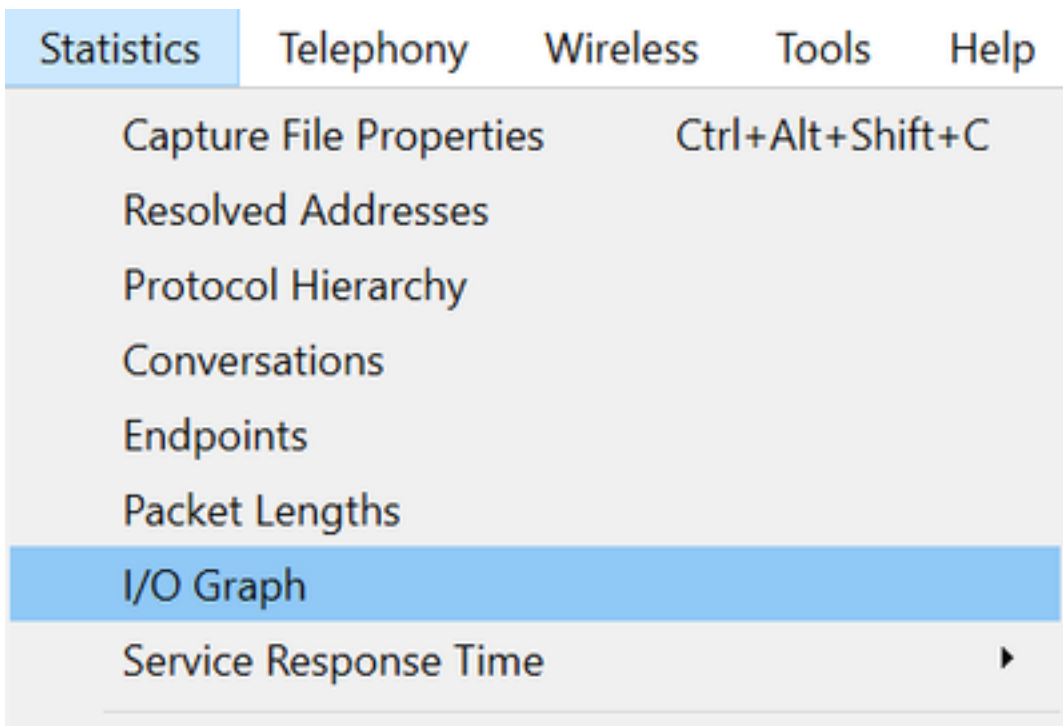 Statistics Telephony Wireless Tools Help
Capture File Properties Ctrl+Alt+Shift+C
Resolved Addresses
Protocol Hierarchy
Conversations
Endpoints
Packet Lengths
I/O Graph
Service Response Time